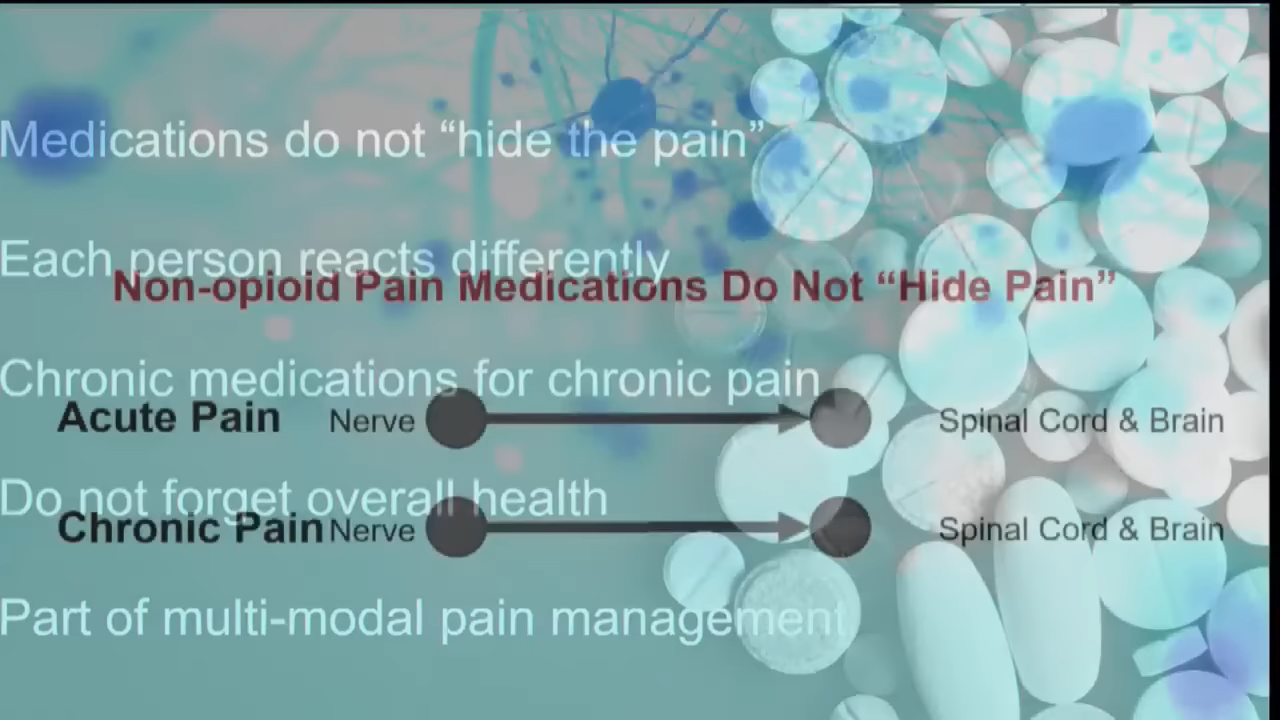 Medications do not “hide the pain”
Each person reacts differently
Non-opioid Pain Medications Do Not “Hide Pain”
Chronic medications for chronic pain
Acute Pain Nerve Spinal Cord & Brain
Do not forget overall health
Chronic Pain Nerve Spinal Cord & Brain
Part of multi-modal pain management